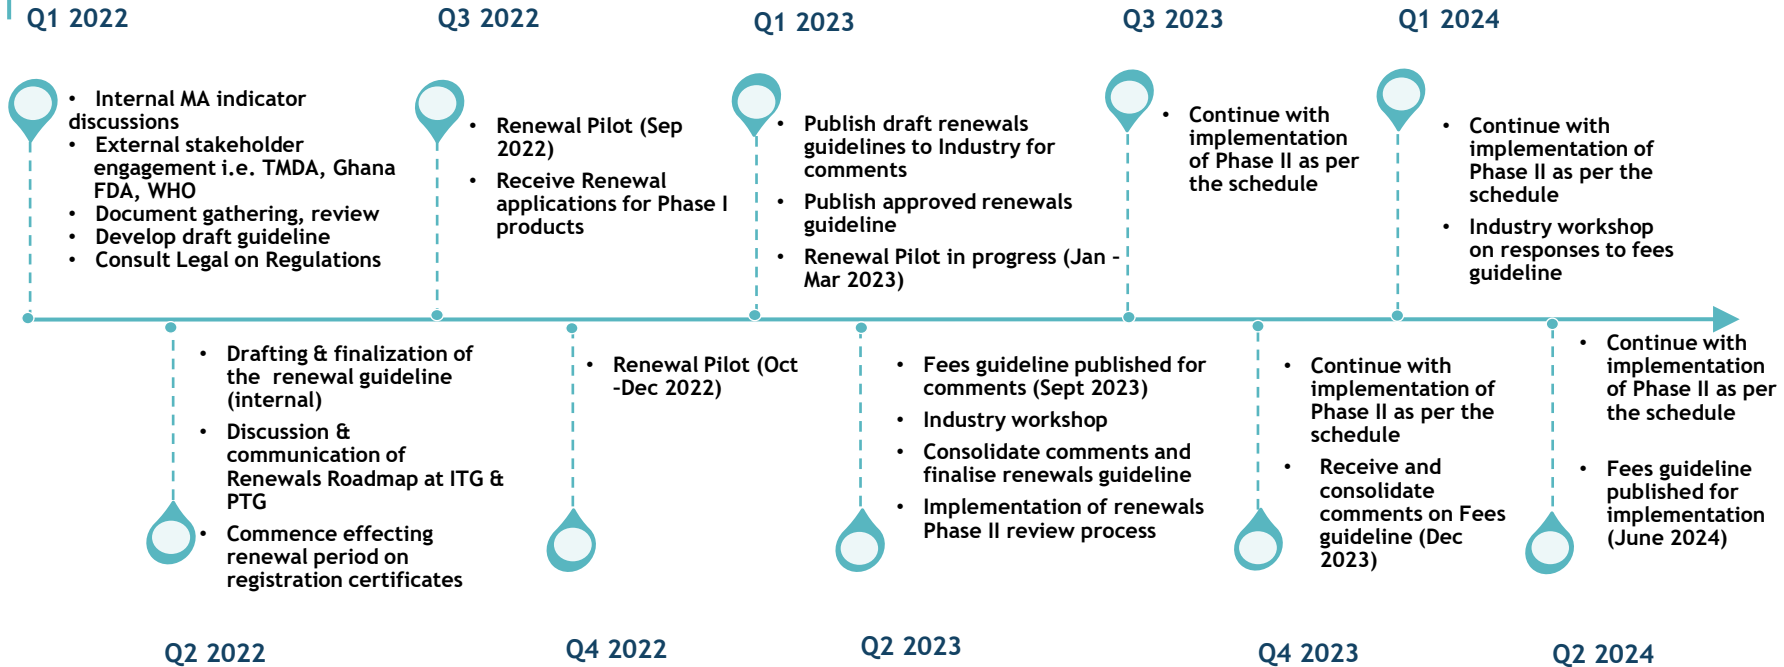 Q1 2022
Q3 2022
Q1 2023
Q3 2023
Q1 2024
• Internal MA indicator
discussions
• External stakeholder
engagement i.e. TMDA, Ghana
FDA, WHO
• Document gathering, review
• Develop draft guideline
• Consult Legal on Regulations
• Renewal Pilot (Sep
2022)
• Receive Renewal
applications for Phase I
products
• Publish draft renewals
guidelines to Industry for
comments
• Publish approved renewals
guideline
• Renewal Pilot in progress (Jan –
Mar 2023)
• Continue with
implementation
of Phase II as per
the schedule
• Continue with
implementation of
Phase II as per the
schedule
• Industry workshop
on responses to fees
guideline
• Drafting & finalization of
the renewal guideline
(internal)
• Discussion &
communication of
Renewals Roadmap at ITG &
PTG
• Commence effecting
renewal period on
registration certificates
• Renewal Pilot (Oct
-Dec 2022)
• Fees guideline published for
comments (Sept 2023)
• Industry workshop
• Consolidate comments and
finalise renewals guideline
• Implementation of renewals
Phase II review process
• Continue with
implementation of
Phase II as per the
schedule
• Receive and
consolidate
comments on Fees
guideline (Dec
2023)
• Continue with
implementation
of Phase II as per
the schedule
• Fees guideline
published for
implementation
(June 2024)
Q2 2022
Q4 2022
Q2 2023
Q4 2023
Q2 2024